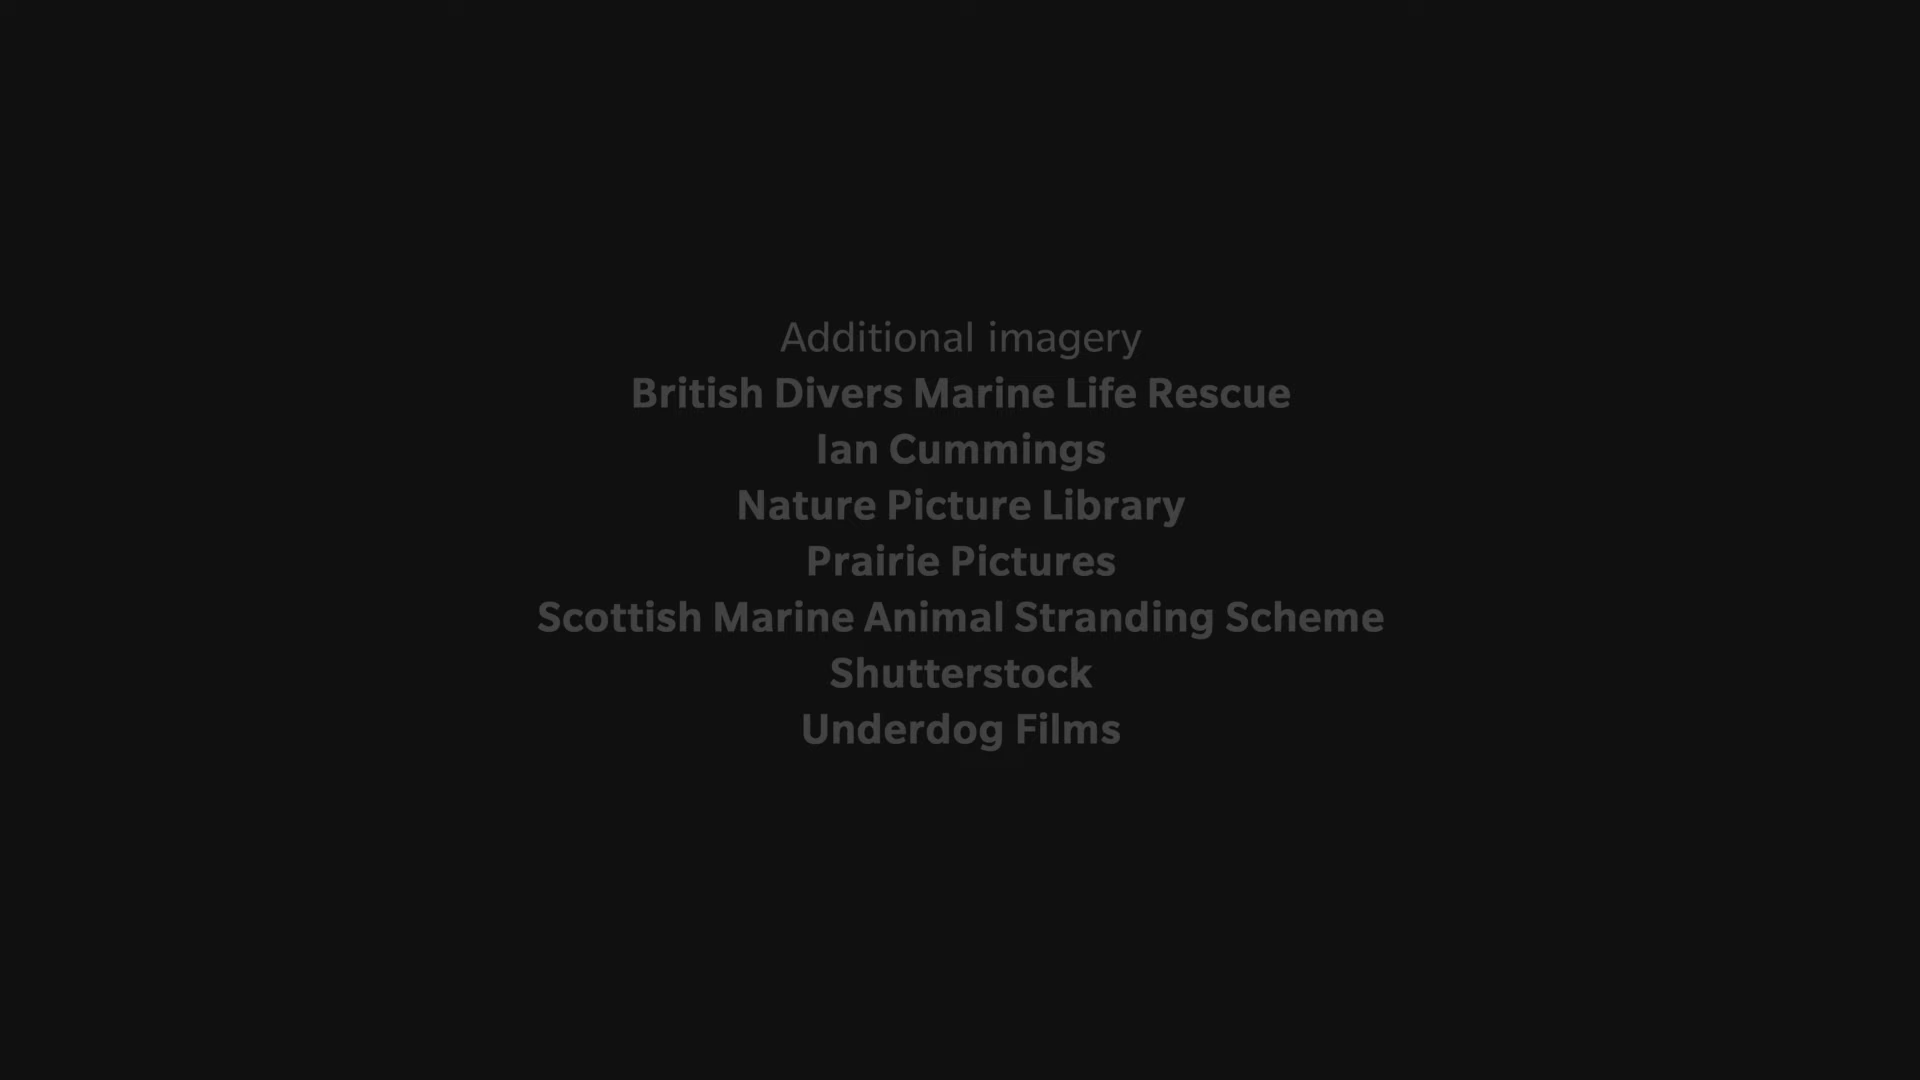 Additional imagery
British Divers Marine Life Rescue
Ian Cummings
Nature Picture Library
Prairie Pictures
Scottish Marine Animal Stranding Scheme
Shutterstock
Underdog Films